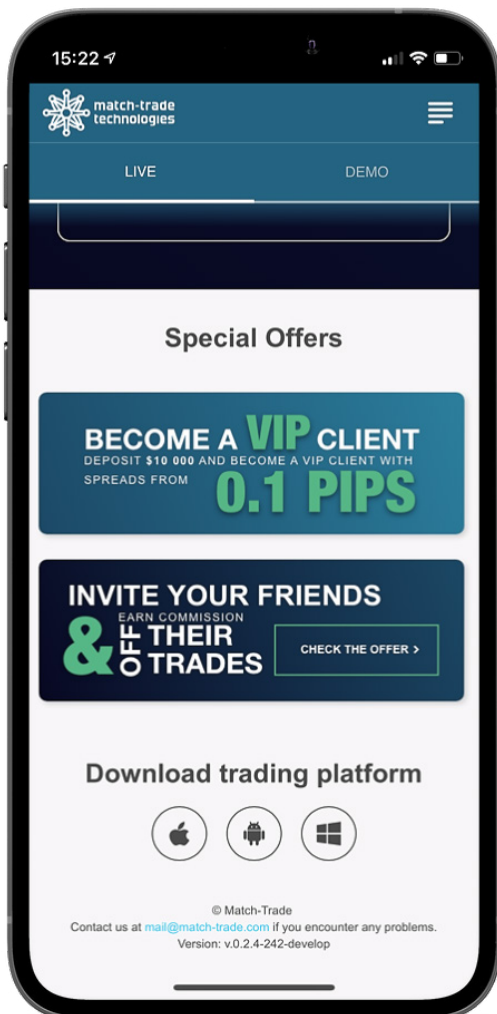 15:22
match-trade
technologies
LIVE
DEMO
Special Offers
BECOME A VIP CLIENT
DEPOSIT $10 000 AND BECOME A VIP CLIENT WITH
SPREADS FROM
0.1 PIPS
INVITE YOUR FRIENDS
EARN COMMISSION
& OFF THEIR
TRADES
CHECK THE OFFER >
Download trading platform
© Match-Trade
Contact us at mail@match-trade.com if you encounter any problems.
Version: v.0.2.4-242-develop